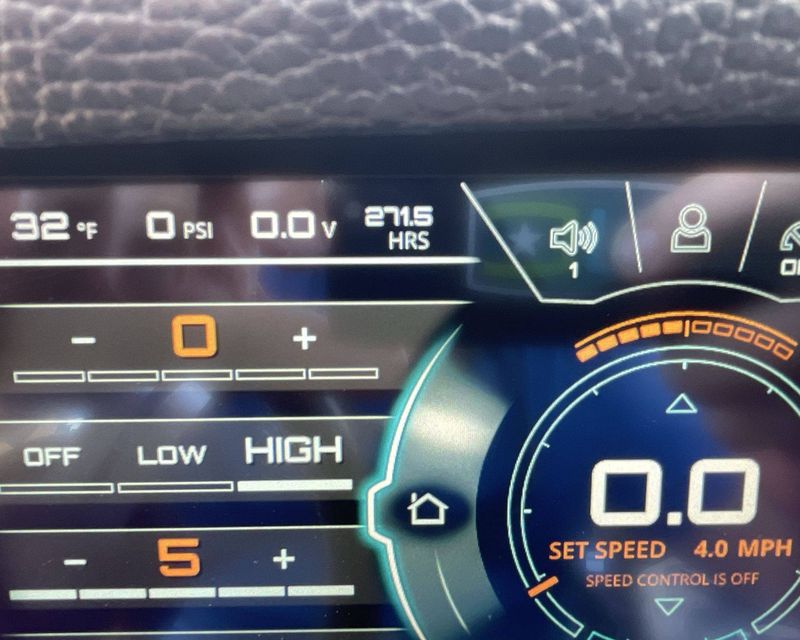 32 °F 0 PSI 0.0 V 271.5 HRS
1
- 0 +
OFF LOW HIGH
0.0
SET SPEED 4.0 MPH
- 5 +
SPEED CONTROL IS OFF